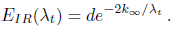 $E_{IR}(\lambda_t) = de^{-2k_\infty/\lambda_t}\,.$